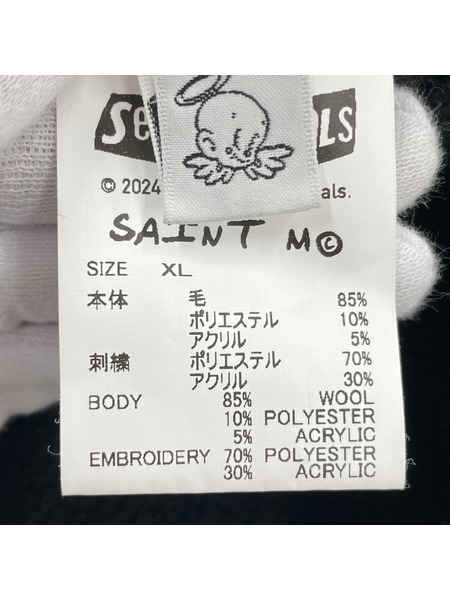 Se LS
© 2024 als.
SAINT M©
SIZE XL
本体 毛 85%
ポリエステル 10%
アクリル 5%
刺繍 ポリエステル 70%
アクリル 30%
BODY 85% WOOL
10% POLYESTER
5% ACRYLIC
EMBROIDERY 70% POLYESTER
30% ACRYLIC